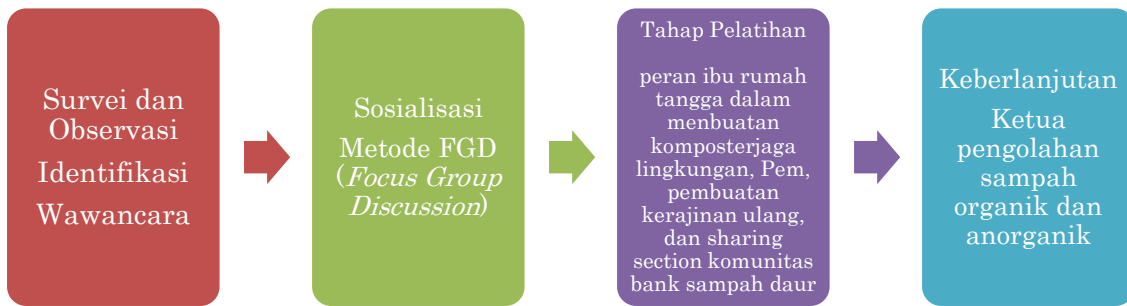 Survei dan
Observasi
Identifikasi
Wawancara
Sosialisasi
Metode FGD
(Focus Group
Discussion)
Tahap Pelatihan
peran ibu rumah
tangga dalam
menbuatan
komposterjaga
lingkungan, Pem,
pembuatan
kerajinan ulang,
dan sharing
section komunitas
bank sampah daur
Keberlanjutan
Ketua
pengolahan
sampah
organik dan
anorganik